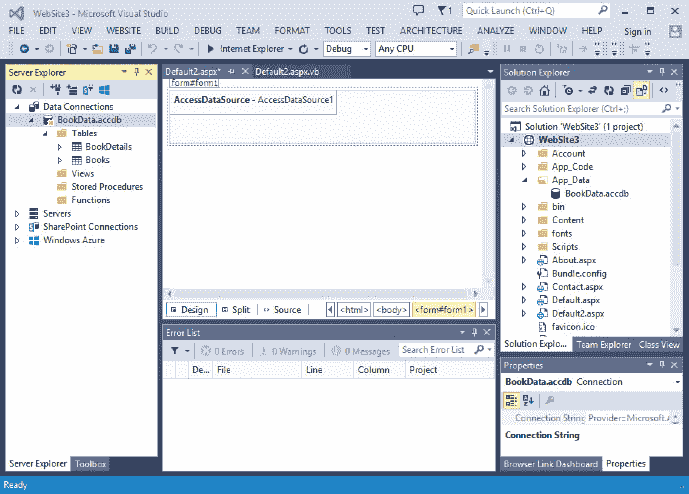 WebSite3 - Microsoft Visual Studio
1
Quick Launch (Ctrl+;)
FILE EDIT VIEW WEBSITE BUILD DEBUG TEAM FORMAT TOOLS TEST ARCHITECTURE ANALYZE WINDOW HELP Sign in
Internet Explorer Debug Any CPU
Server Explorer
Data Connections
BookData.accdb
Tables
BookDetails
Books
Views
Stored Procedures
Functions
Servers
SharePoint Connections
Windows Azure
Server Explorer Toolbox
Default2.aspx* Default2.aspx.vb
form#form1
AccessDataSource - AccessDataSource1
Design Split Source <html> <body> <form#form1>
Error List
0 Errors 0 Warnings 0 Messages Search Error List
De... File Line Column Project
Solution Explorer
Search Solution Explorer (Ctrl+;)
Solution 'WebSite3' (1 project)
WebSite3
Account
App_Code
App_Data
BookData.accdb
bin
Content
fonts
Scripts
About.aspx
Bundle.config
Contact.aspx
Default.aspx
Default2.aspx
favicon.ico
Solution Explo... Team Explorer Class View
Properties
BookData.accdb Connection
Connection String Provider=Microsoft.A
Connection String
Browser Link Dashboard Properties
Ready